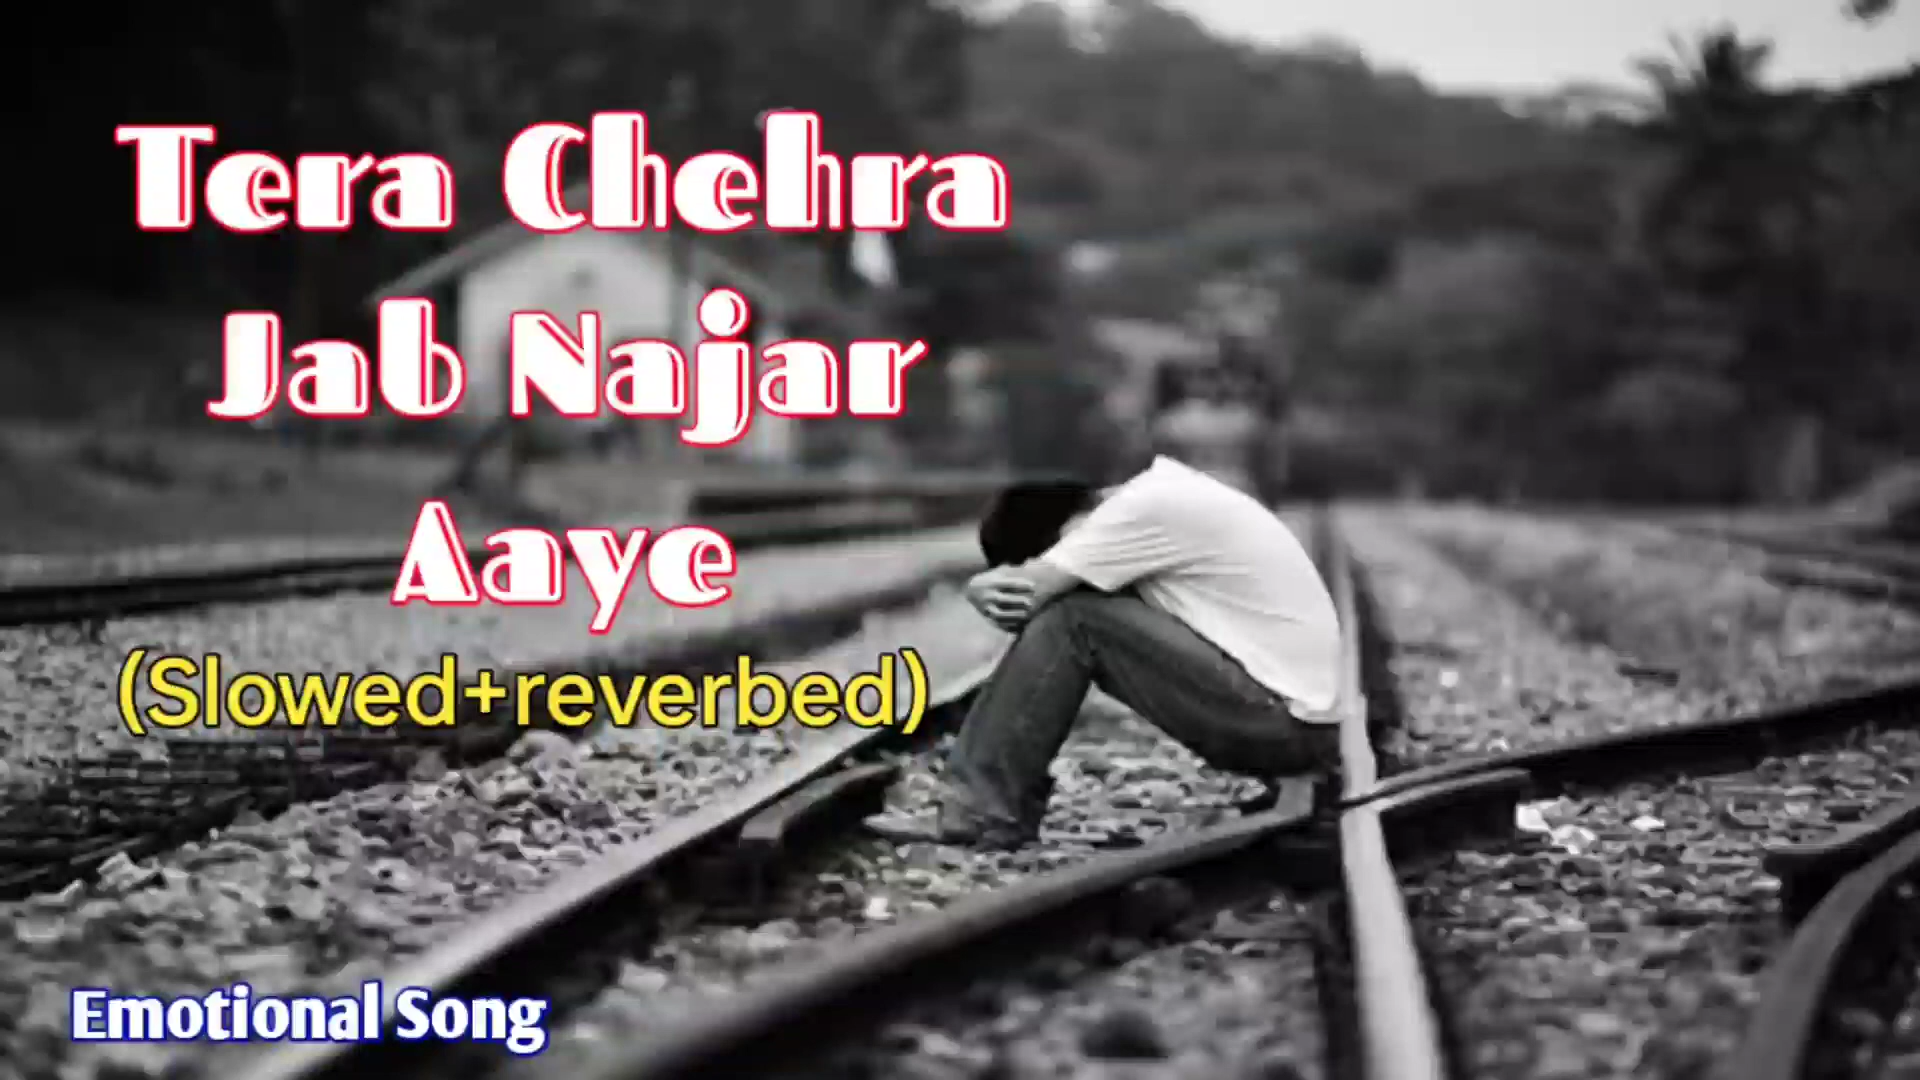 Tera Chehra
Jab Najar
Aaye
(Slowed+reverbed)
Emotional Song